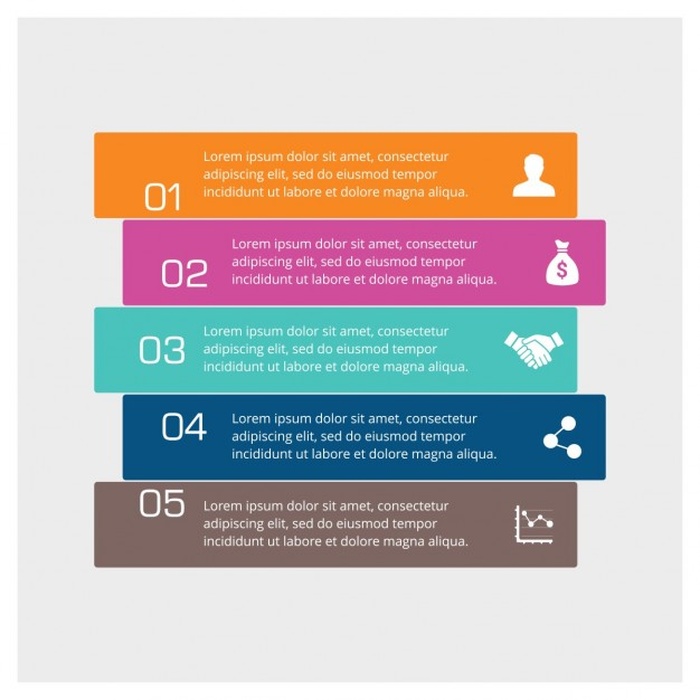 01
Lorem ipsum dolor sit amet, consectetur
adipiscing elit, sed do eiusmod tempor
incididunt ut labore et dolore magna aliqua.
02
Lorem ipsum dolor sit amet, consectetur
adipiscing elit, sed do eiusmod tempor
incididunt ut labore et dolore magna aliqua.
$
03
Lorem ipsum dolor sit amet, consectetur
adipiscing elit, sed do eiusmod tempor
incididunt ut labore et dolore magna aliqua.
04
Lorem ipsum dolor sit amet, consectetur
adipiscing elit, sed do eiusmod tempor
incididunt ut labore et dolore magna aliqua.
05
Lorem ipsum dolor sit amet, consectetur
adipiscing elit, sed do eiusmod tempor
incididunt ut labore et dolore magna aliqua.